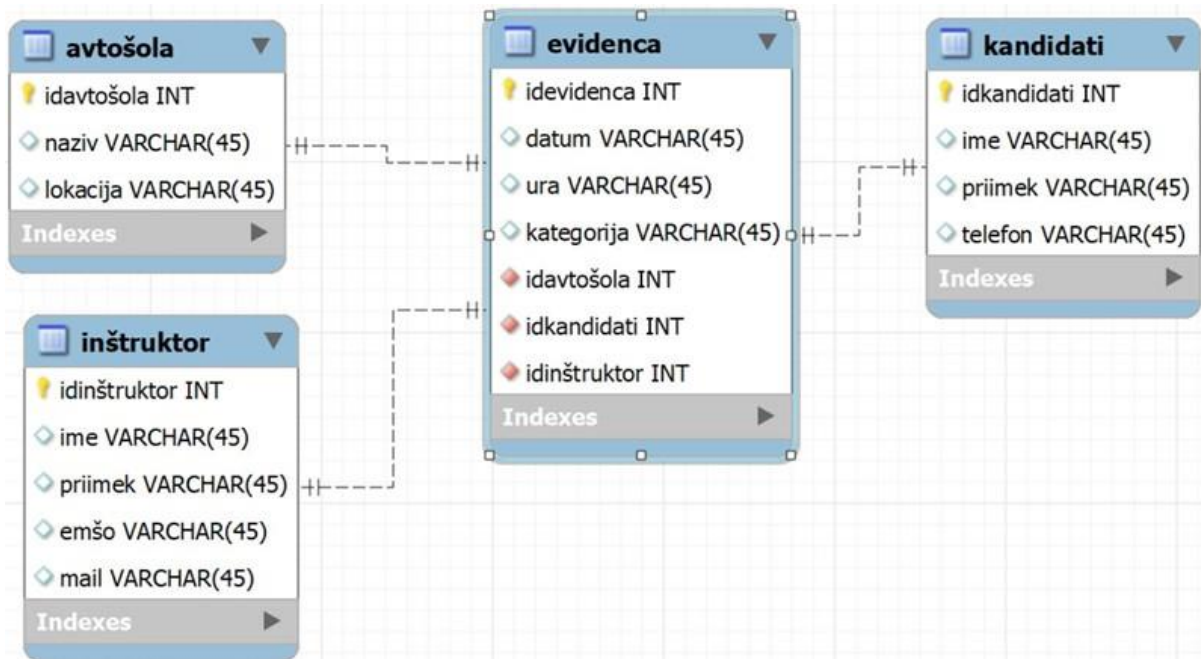 avtošola
idavtošola INT
naziv VARCHAR(45)
lokacija VARCHAR(45)
Indexes
evidenca
idevidenca INT
datum VARCHAR(45)
ura VARCHAR(45)
kategorija VARCHAR(45)
idavtošola INT
idkandidati INT
idinštruktor INT
Indexes
kandidati
idkandidati INT
ime VARCHAR(45)
priimek VARCHAR(45)
telefon VARCHAR(45)
Indexes
inštruktor
idinštruktor INT
ime VARCHAR(45)
priimek VARCHAR(45)
emšo VARCHAR(45)
mail VARCHAR(45)
Indexes